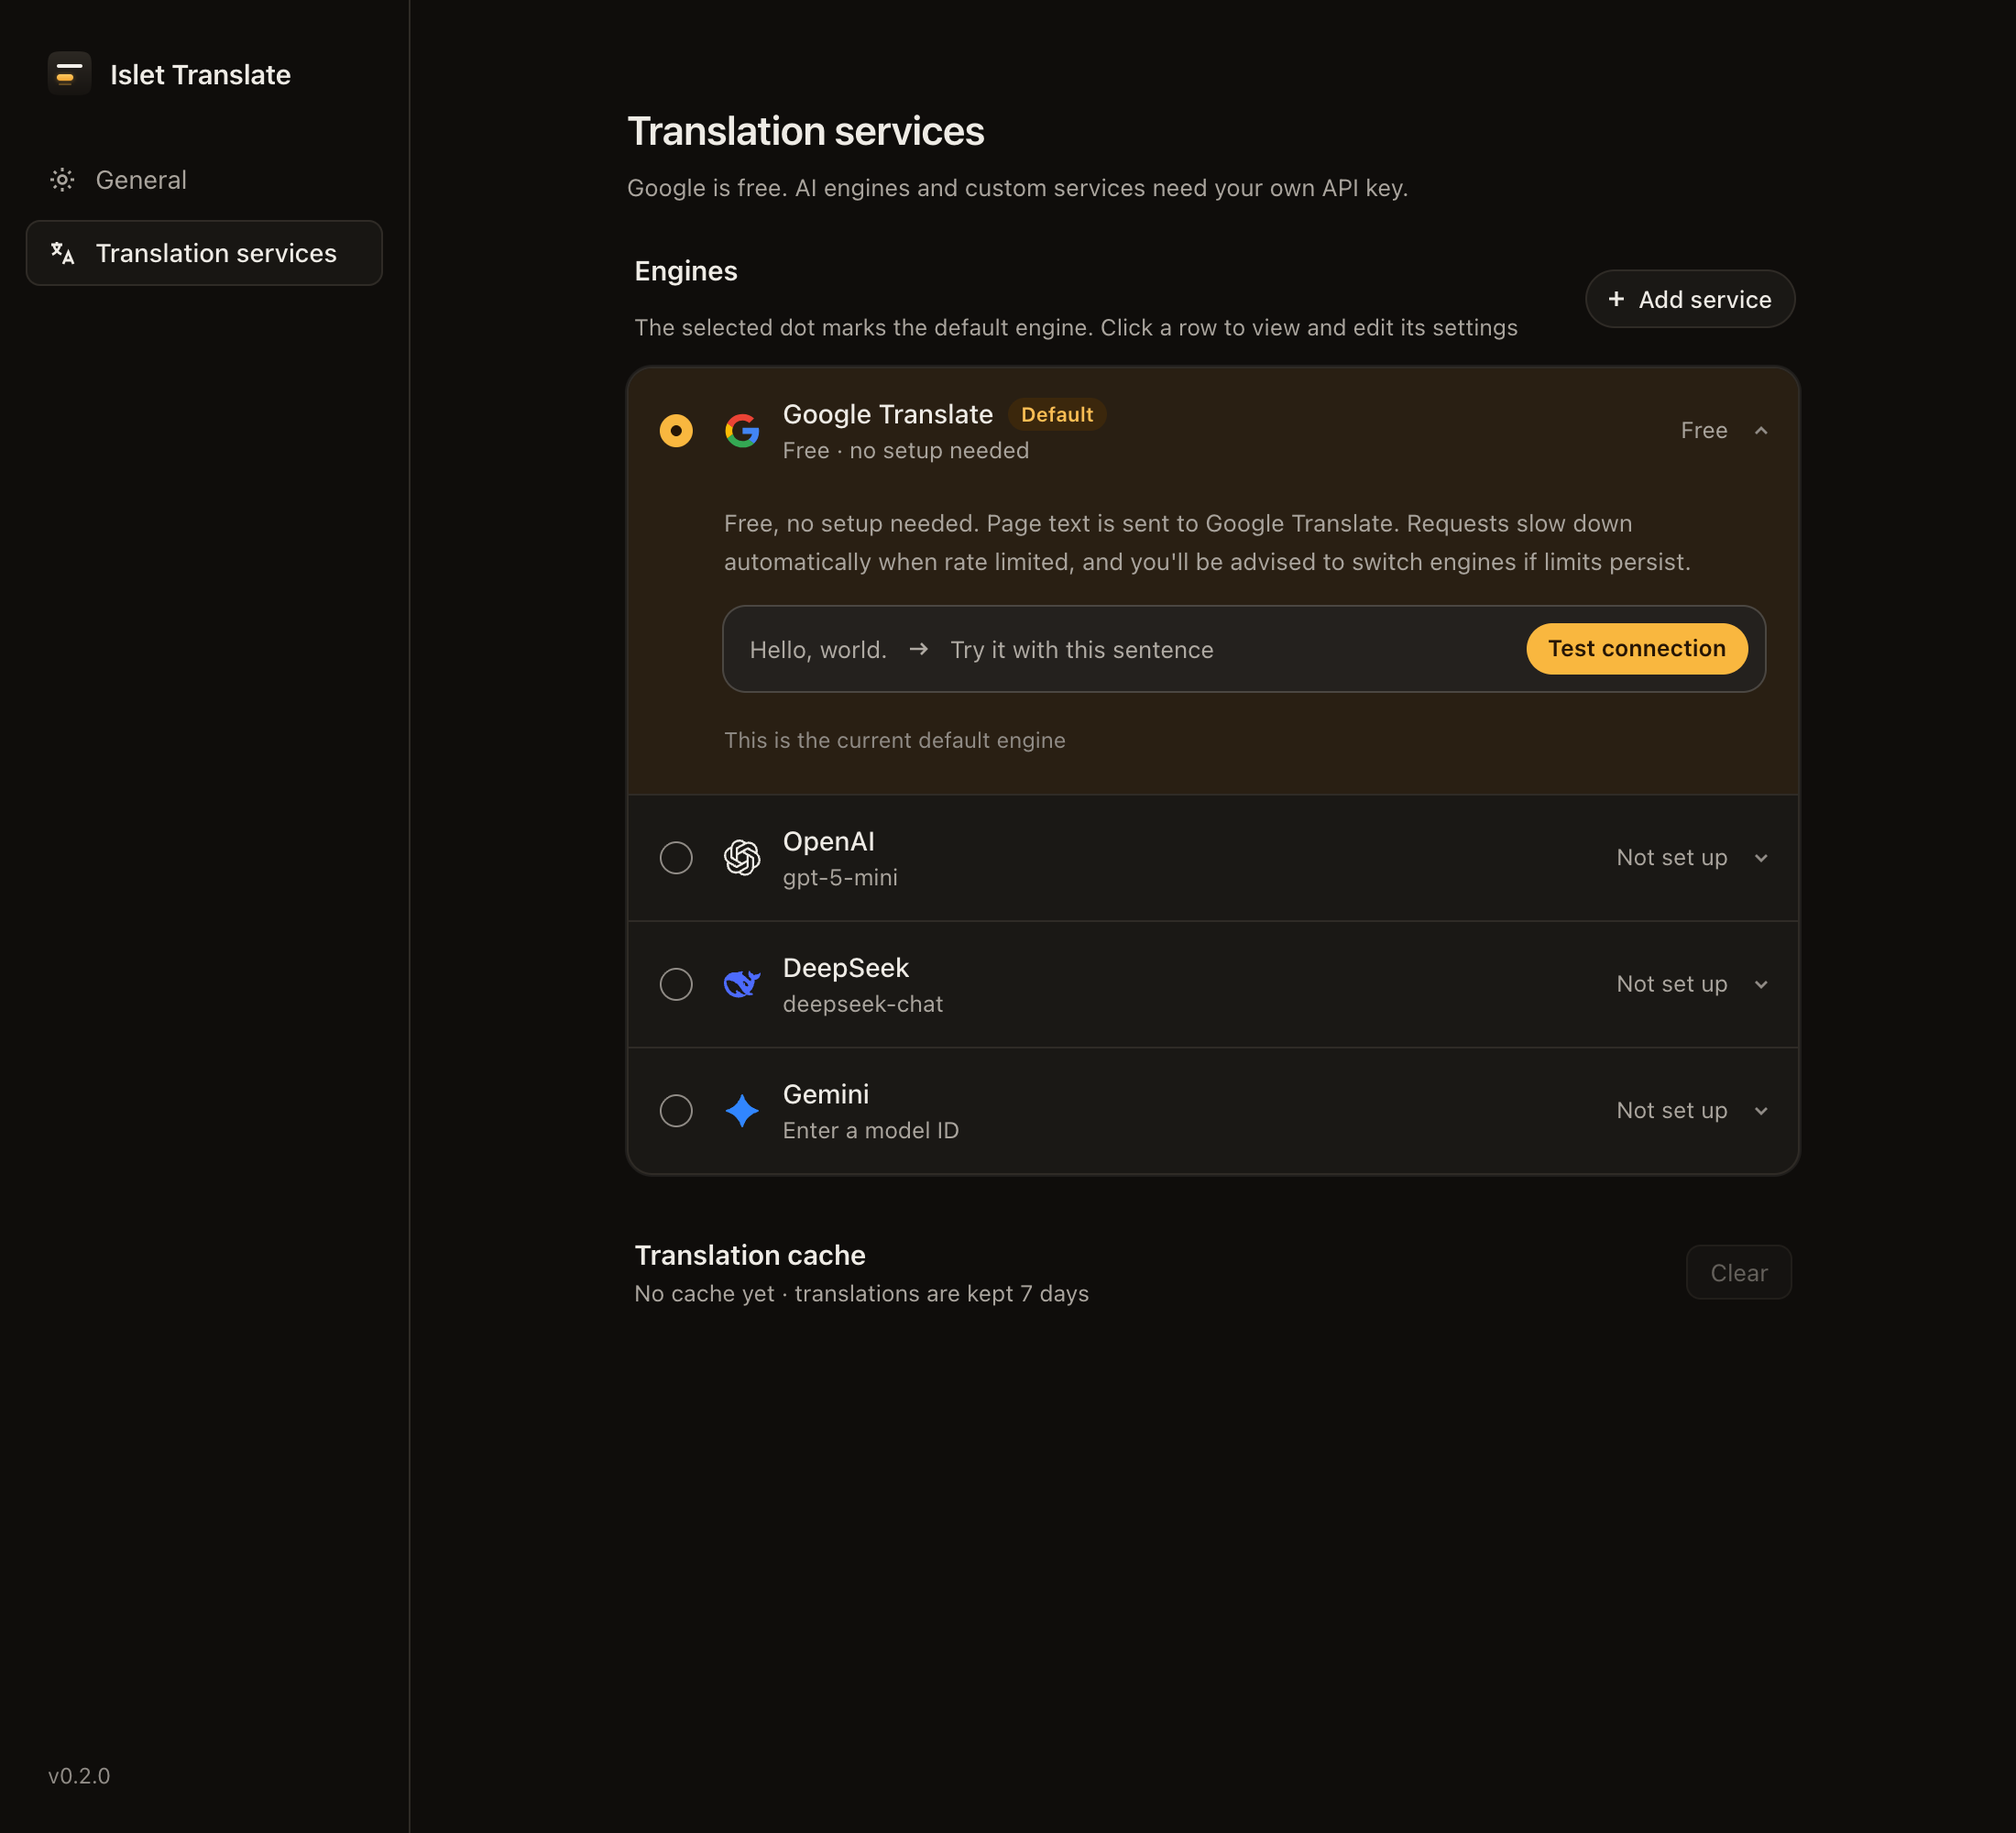 Islet Translate
General
Translation services
v0.2.0
Translation services
Google is free. AI engines and custom services need your own API key.
Engines
The selected dot marks the default engine. Click a row to view and edit its settings
+ Add service
Google Translate Default
Free · no setup needed
Free
Free, no setup needed. Page text is sent to Google Translate. Requests slow down
automatically when rate limited, and you'll be advised to switch engines if limits persist.
Hello, world. → Try it with this sentence
Test connection
This is the current default engine
OpenAI
gpt-5-mini
Not set up
DeepSeek
deepseek-chat
Not set up
Gemini
Enter a model ID
Not set up
Translation cache
No cache yet · translations are kept 7 days
Clear